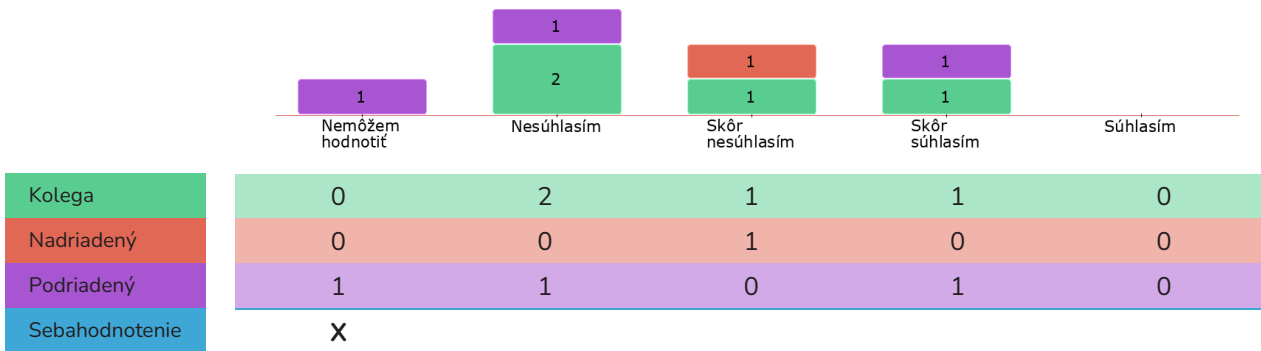 1
1
1
1
2
1
1
1
Nemôžem
hodnotiť
Nesúhlasím
Skôr
nesúhlasím
Skôr
súhlasím
Súhlasím
Kolega 0 2 1 1 0
Nadriadený 0 0 1 0 0
Podriadený 1 1 0 1 0
Sebahodnotenie X